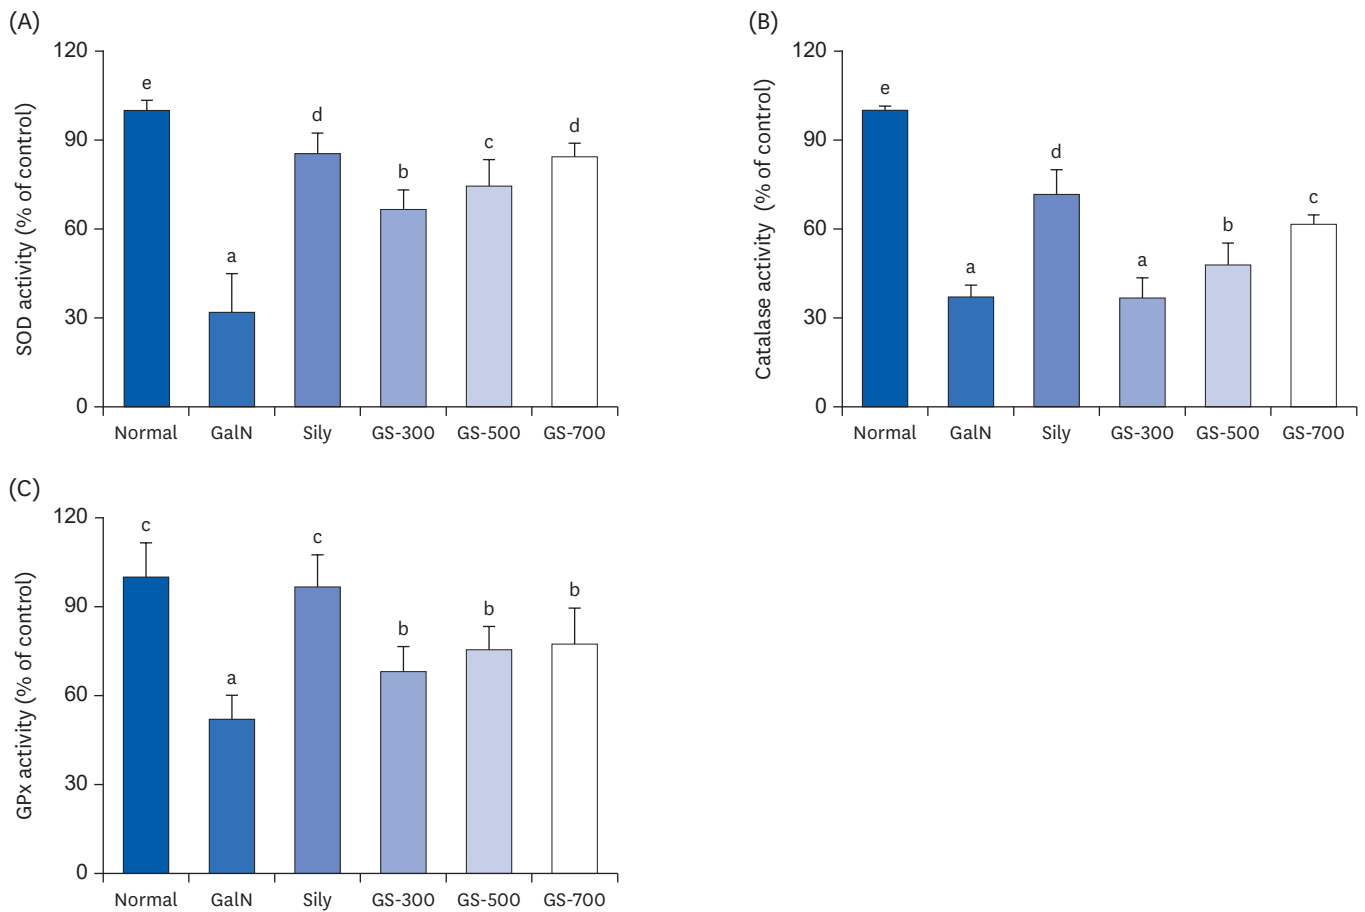 (A)
SOD activity (% of control)
120
90
60
30
0
e
a
d
b
c
d
Normal GalN Sily GS-300 GS-500 GS-700
(B)
Catalase activity (% of control)
120
90
60
30
0
e
a
d
a
b
c
Normal GalN Sily GS-300 GS-500 GS-700
(C)
GPx activity (% of control)
120
90
60
30
0
c
a
c
b
b
b
Normal GalN Sily GS-300 GS-500 GS-700